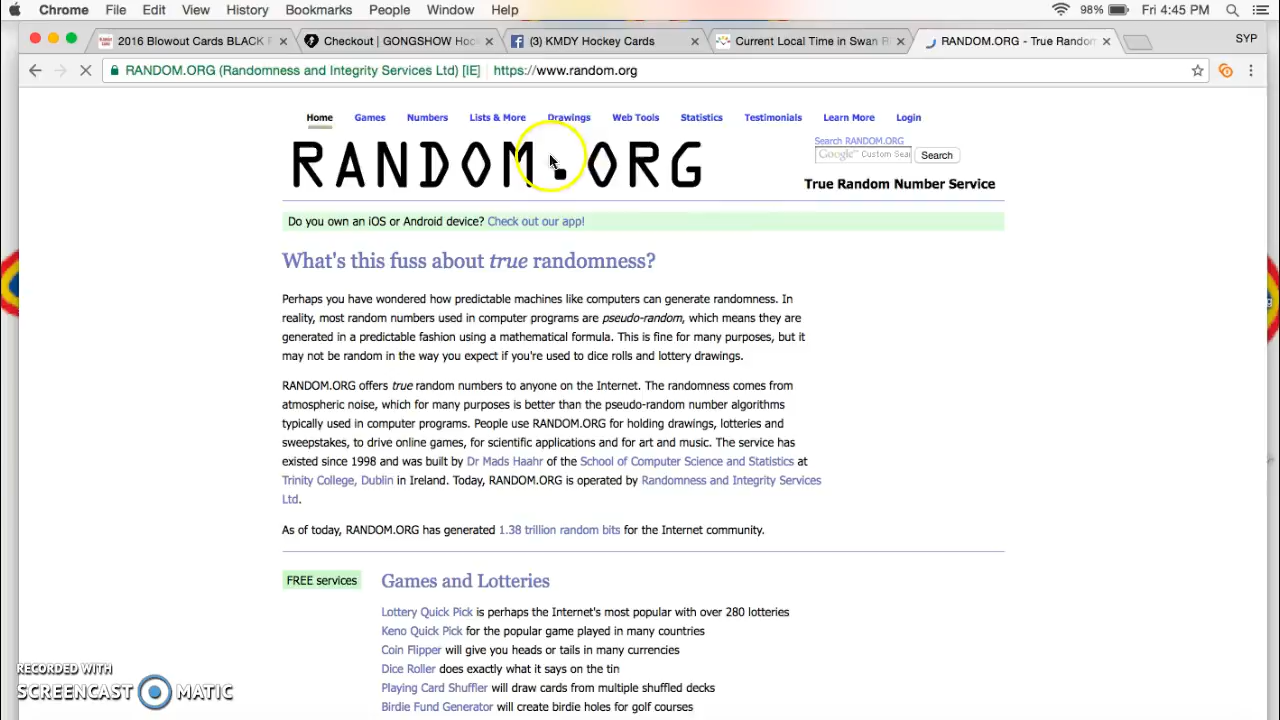 Chrome File Edit View History Bookmarks People Window Help 98% Fri 4:45 PM
2016 Blowout Cards BLACK F Checkout | GONGSHOW Hoc (3) KMDY Hockey Cards Current Local Time in Swan Ri RANDOM.ORG - True Random SYP
RANDOM.ORG (Randomness and Integrity Services Ltd) [IE] https://www.random.org
Home Games Numbers Lists & More Drawings Web Tools Statistics Testimonials Learn More Login
Search RANDOM.ORG
Google™ Custom Sear Search
RANDOM.ORG
True Random Number Service
Do you own an iOS or Android device? Check out our app!
What's this fuss about true randomness?
Perhaps you have wondered how predictable machines like computers can generate randomness. In
reality, most random numbers used in computer programs are pseudo-random, which means they are
generated in a predictable fashion using a mathematical formula. This is fine for many purposes, but it
may not be random in the way you expect if you're used to dice rolls and lottery drawings.
RANDOM.ORG offers true random numbers to anyone on the Internet. The randomness comes from
atmospheric noise, which for many purposes is better than the pseudo-random number algorithms
typically used in computer programs. People use RANDOM.ORG for holding drawings, lotteries and
sweepstakes, to drive online games, for scientific applications and for art and music. The service has
existed since 1998 and was built by Dr Mads Haahr of the School of Computer Science and Statistics at
Trinity College, Dublin in Ireland. Today, RANDOM.ORG is operated by Randomness and Integrity Services
Ltd.
As of today, RANDOM.ORG has generated 1.38 trillion random bits for the Internet community.
FREE services Games and Lotteries
Lottery Quick Pick is perhaps the Internet's most popular with over 280 lotteries
Keno Quick Pick for the popular game played in many countries
Coin Flipper will give you heads or tails in many currencies
Dice Roller does exactly what it says on the tin
Playing Card Shuffler will draw cards from multiple shuffled decks
Birdie Fund Generator will create birdie holes for golf courses
RECORDED WITH
SCREENCAST MATIC